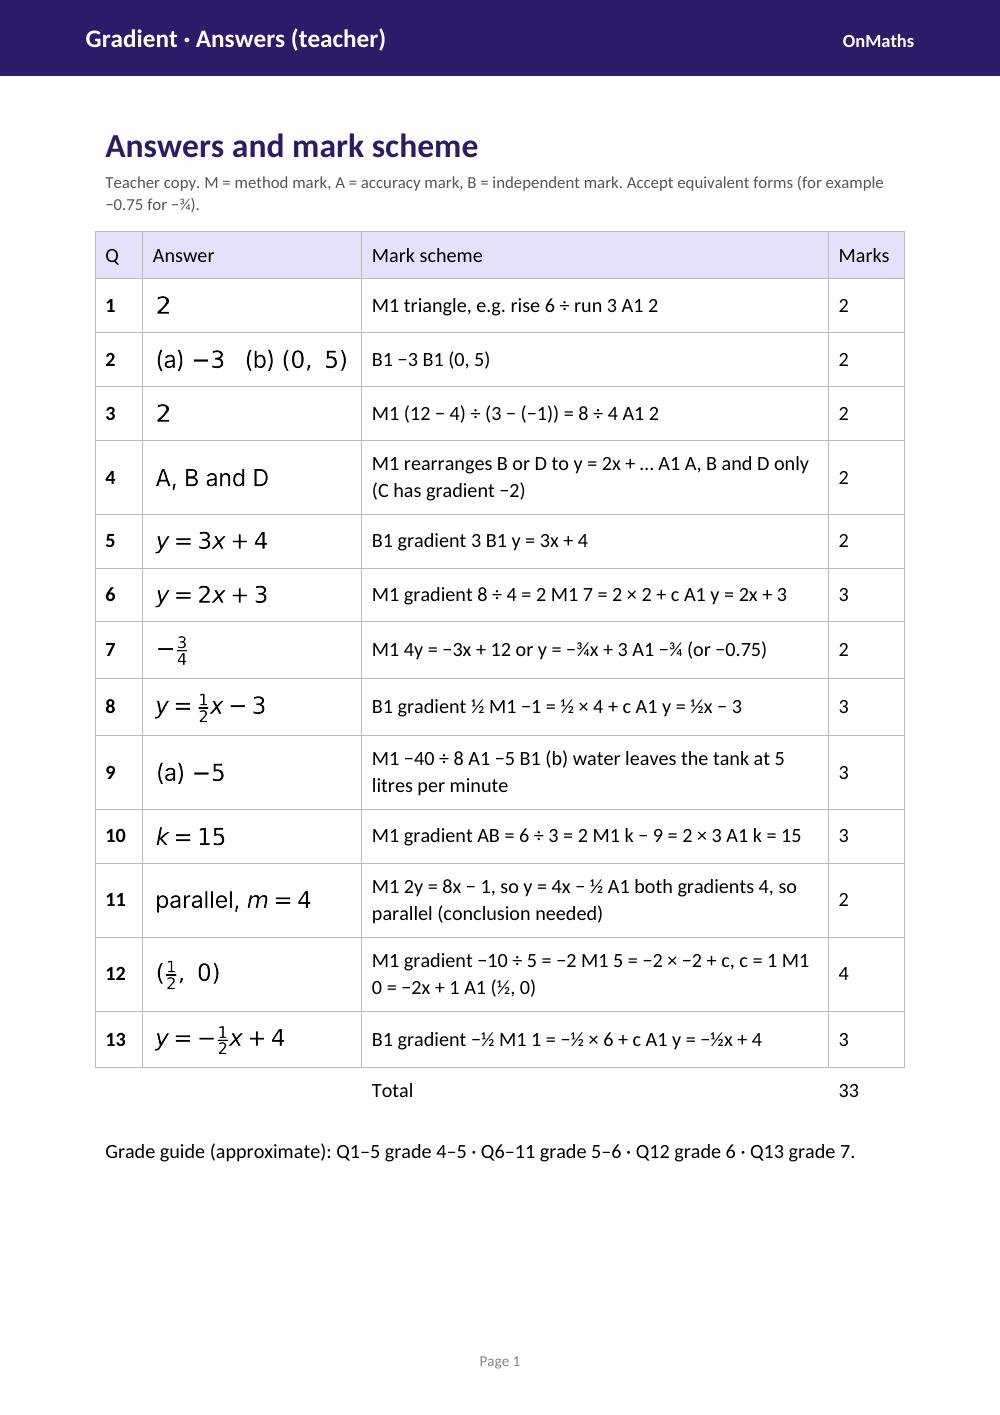 Gradient · Answers (teacher)
OnMaths
Answers and mark scheme
Teacher copy. M = method mark, A = accuracy mark, B = independent mark. Accept equivalent forms (for example
−0.75 for −¾).
Q Answer Mark scheme Marks
1 2 M1 triangle, e.g. rise 6 ÷ run 3 A1 2 2
2 (a) −3 (b) (0, 5) B1 −3 B1 (0, 5) 2
3 2 M1 (12 − 4) ÷ (3 − (−1)) = 8 ÷ 4 A1 2 2
4 A, B and D M1 rearranges B or D to y = 2x + … A1 A, B and D only
(C has gradient −2) 2
5 y = 3x + 4 B1 gradient 3 B1 y = 3x + 4 2
6 y = 2x + 3 M1 gradient 8 ÷ 4 = 2 M1 7 = 2 × 2 + c A1 y = 2x + 3 3
7 −3/4 M1 4y = −3x + 12 or y = −¾x + 3 A1 −¾ (or −0.75) 2
8 y = 1/2x − 3 B1 gradient ½ M1 −1 = ½ × 4 + c A1 y = ½x − 3 3
9 (a) −5 M1 −40 ÷ 8 A1 −5 B1 (b) water leaves the tank at 5
litres per minute 3
10 k = 15 M1 gradient AB = 6 ÷ 3 = 2 M1 k − 9 = 2 × 3 A1 k = 15 3
11 parallel, m = 4 M1 2y = 8x − 1, so y = 4x − ½ A1 both gradients 4, so
parallel (conclusion needed) 2
12 (1/2, 0) M1 gradient −10 ÷ 5 = −2 M1 5 = −2 × −2 + c, c = 1 M1
0 = −2x + 1 A1 (½, 0) 4
13 y = −1/2x + 4 B1 gradient −½ M1 1 = −½ × 6 + c A1 y = −½x + 4 3
Total 33
Grade guide (approximate): Q1–5 grade 4–5 · Q6–11 grade 5–6 · Q12 grade 6 · Q13 grade 7.
Page 1